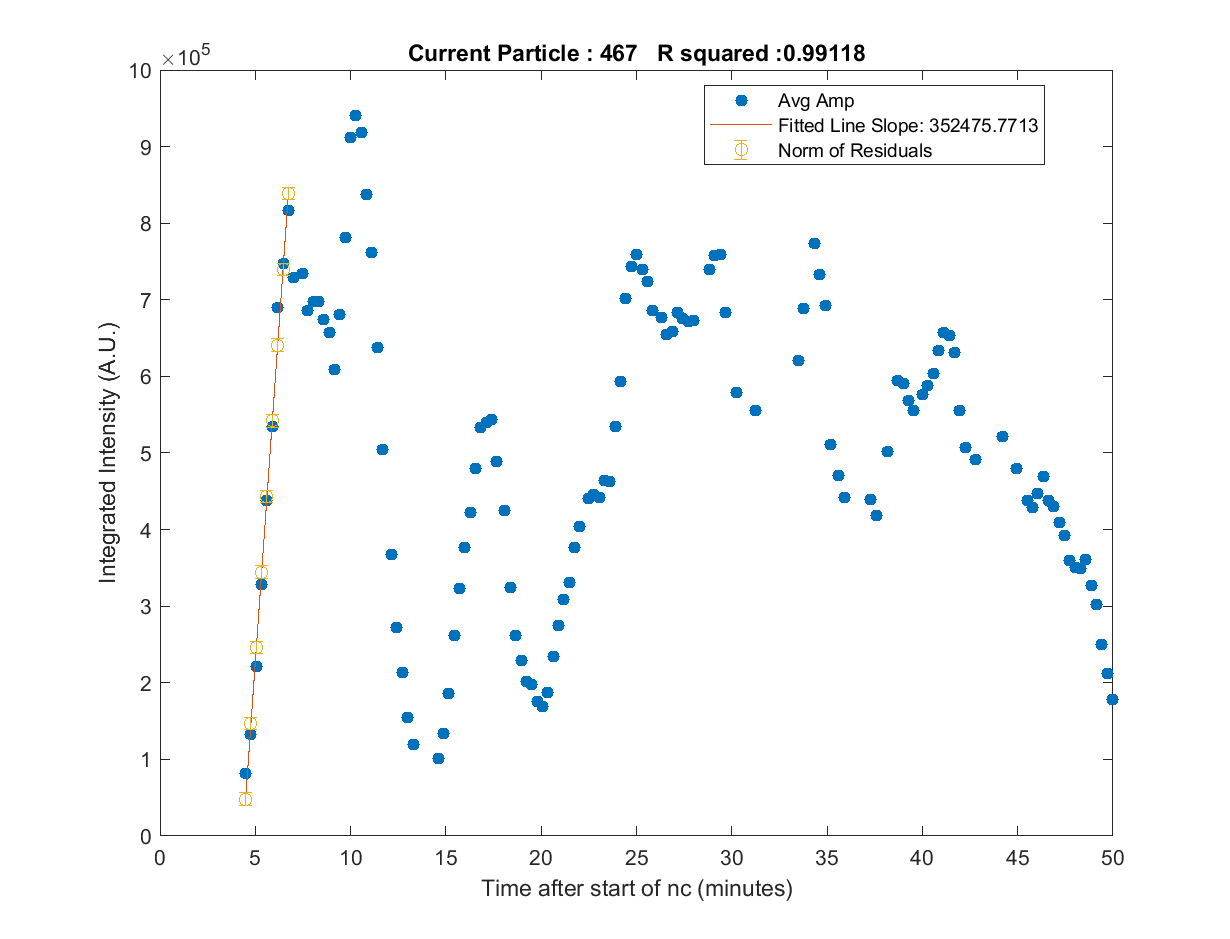 Current Particle : 467 R squared :0.99118
×10^5
Avg Amp
Fitted Line Slope: 352475.7713
Norm of Residuals
10
9
8
7
6
5
4
3
2
1
0
Integrated Intensity (A.U.)
0 5 10 15 20 25 30 35 40 45 50
Time after start of nc (minutes)